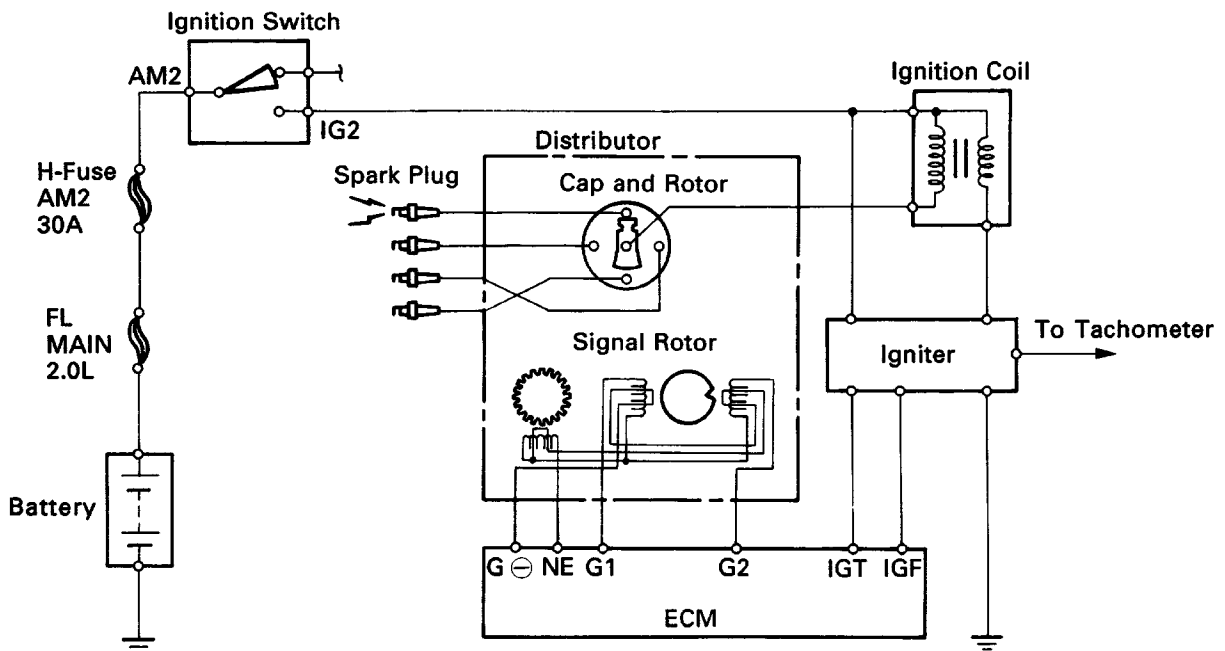 Ignition Switch
AM2
IG2
Ignition Coil
Distributor
H-Fuse
AM2
30A
Spark Plug
Cap and Rotor
FL
MAIN
2.0L
Signal Rotor
Igniter
To Tachometer
Battery
G ⊖ NE G1 G2 IGT IGF
ECM